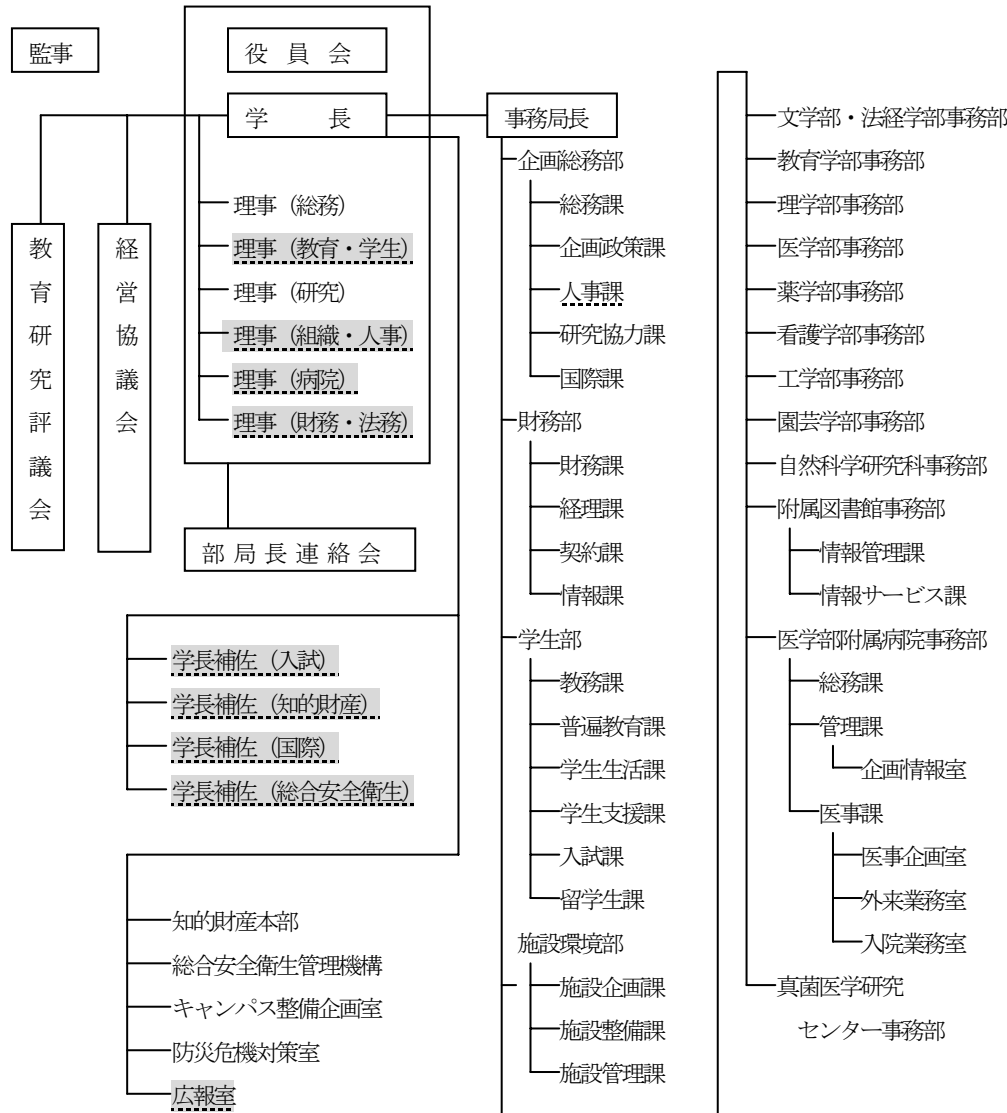 監事
役員会
学長
理事（総務）
理事（教育・学生）
理事（研究）
理事（組織・人事）
理事（病院）
理事（財務・法務）
教育研究評議会
経営協議会
部局長連絡会
学長補佐（入試）
学長補佐（知的財産）
学長補佐（国際）
学長補佐（総合安全衛生）
知的財産本部
総合安全衛生管理機構
キャンパス整備企画室
防災危機対策室
広報室
事務局長
企画総務部
総務課
企画政策課
人事課
研究協力課
国際課
財務部
財務課
経理課
契約課
情報課
学生部
教務課
普遍教育課
学生生活課
学生支援課
入試課
留学生課
施設環境部
施設企画課
施設整備課
施設管理課
文学部・法経学部事務部
教育学部事務部
理学部事務部
医学部事務部
薬学部事務部
看護学部事務部
工学部事務部
園芸学部事務部
自然科学研究科事務部
附属図書館事務部
情報管理課
情報サービス課
医学部附属病院事務部
総務課
管理課
企画情報室
医事課
医事企画室
外来業務室
入院業務室
真菌医学研究
センター事務部